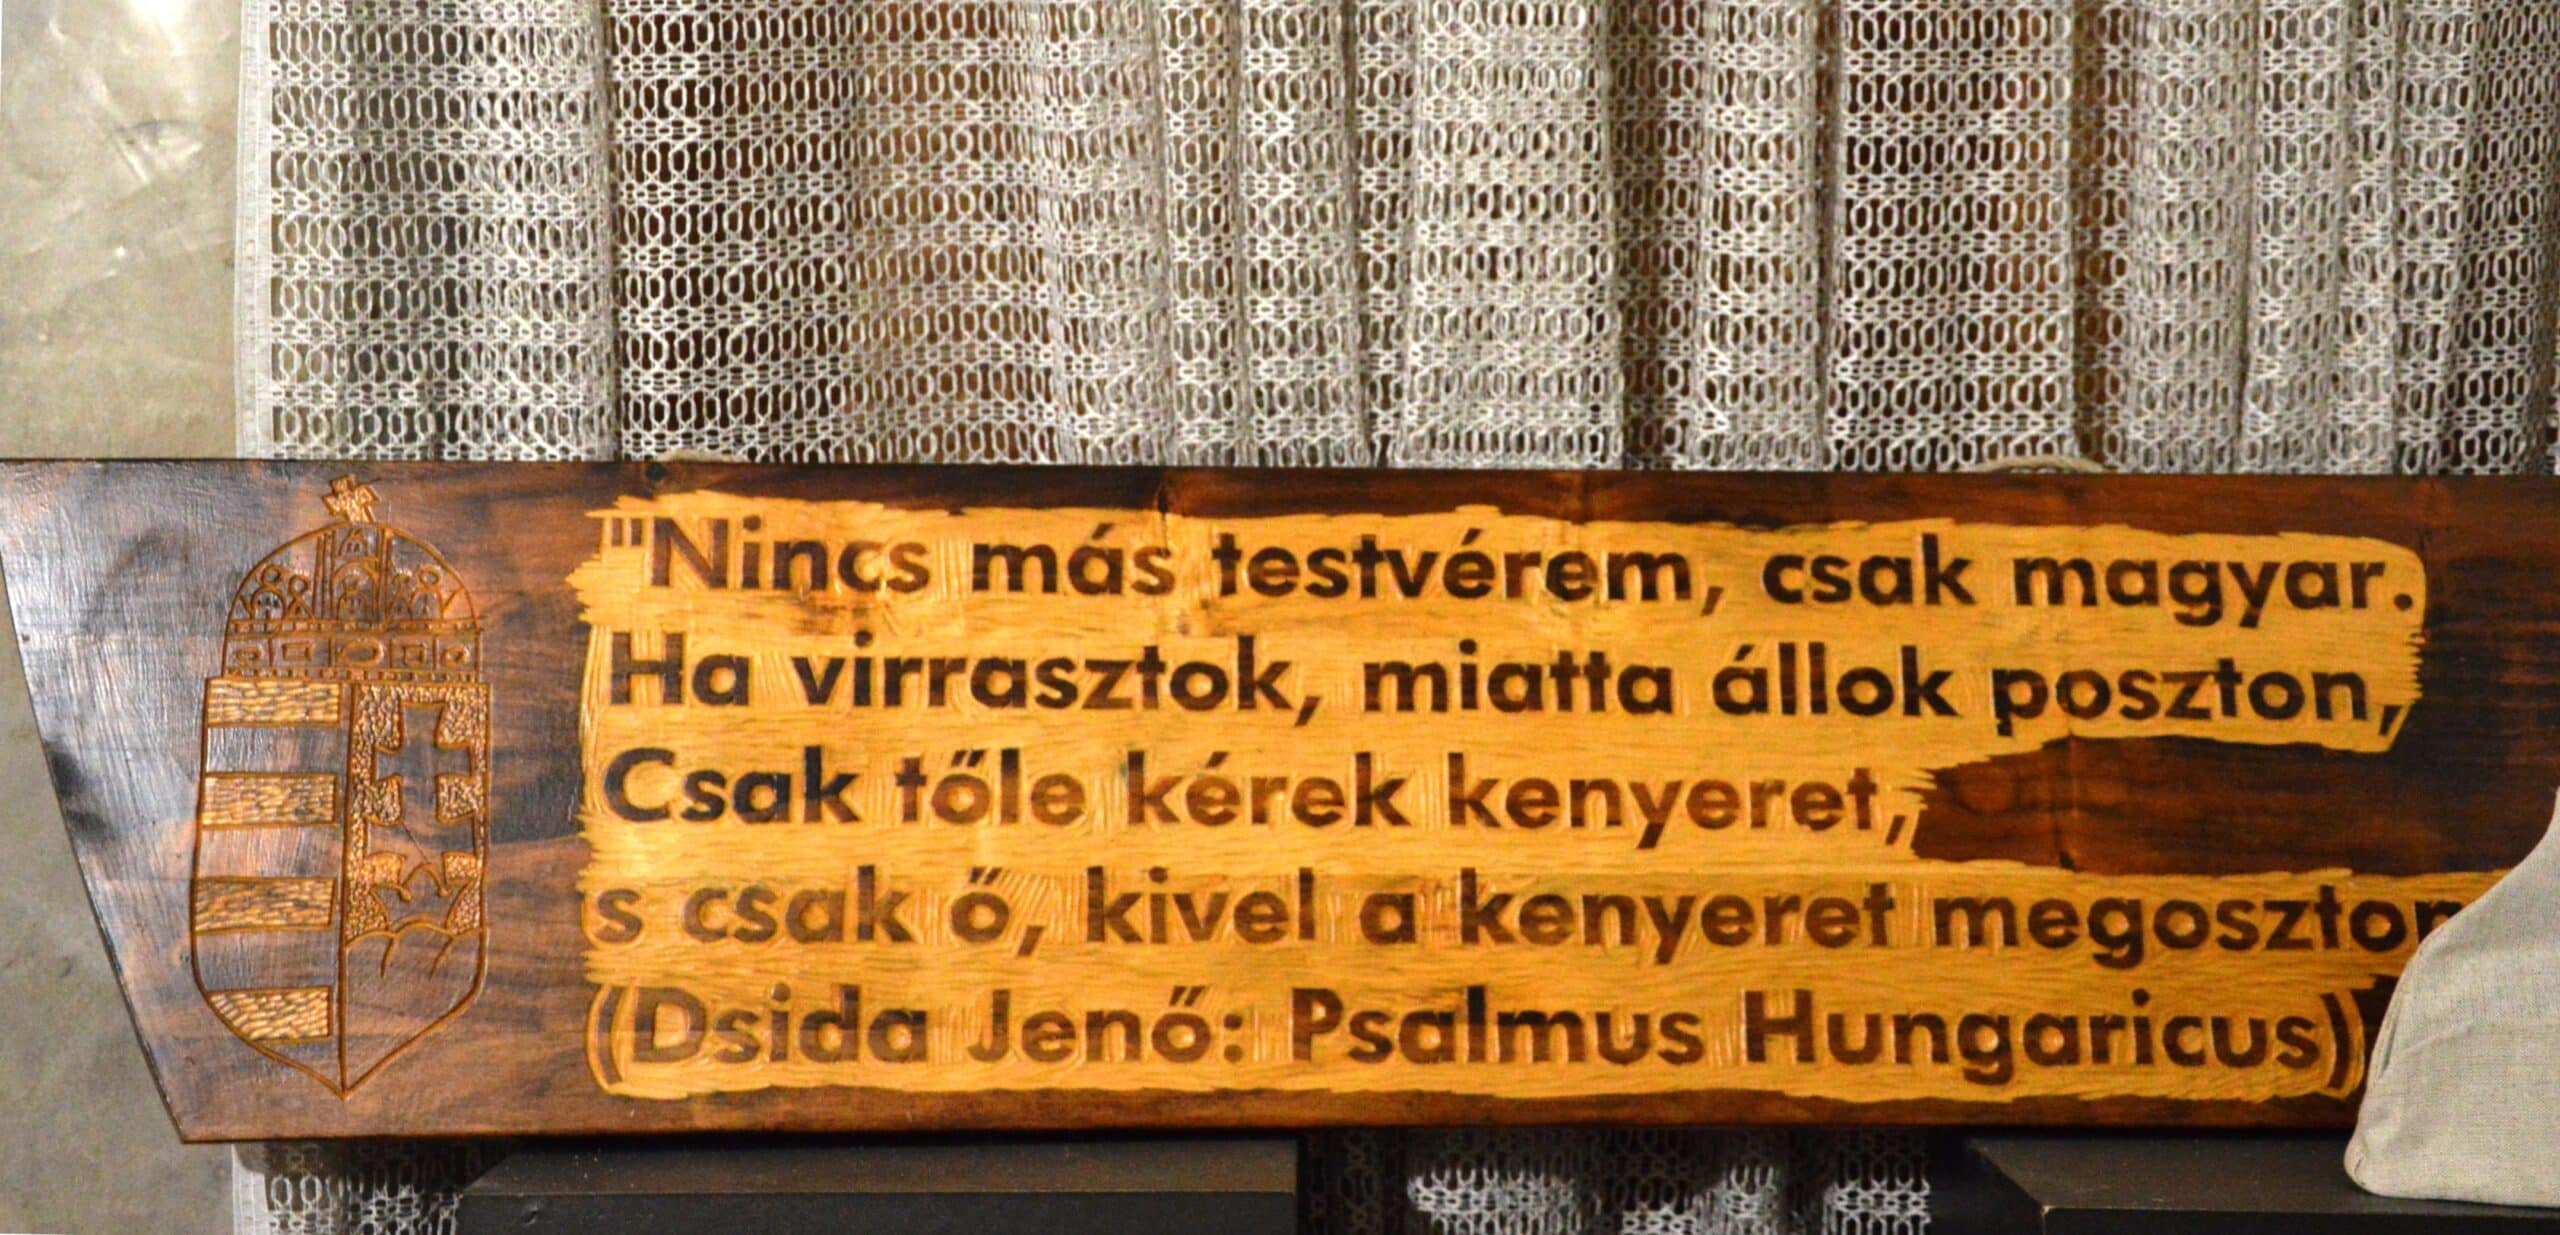 "Nincs más testvérem, csak magyar.
Ha virrasztok, miatta állok poszton,
Csak tőle kérek kenyeret,
s csak ő, kivel a kenyeret
(Dsida Jenő: Psalmus Hungaricus)